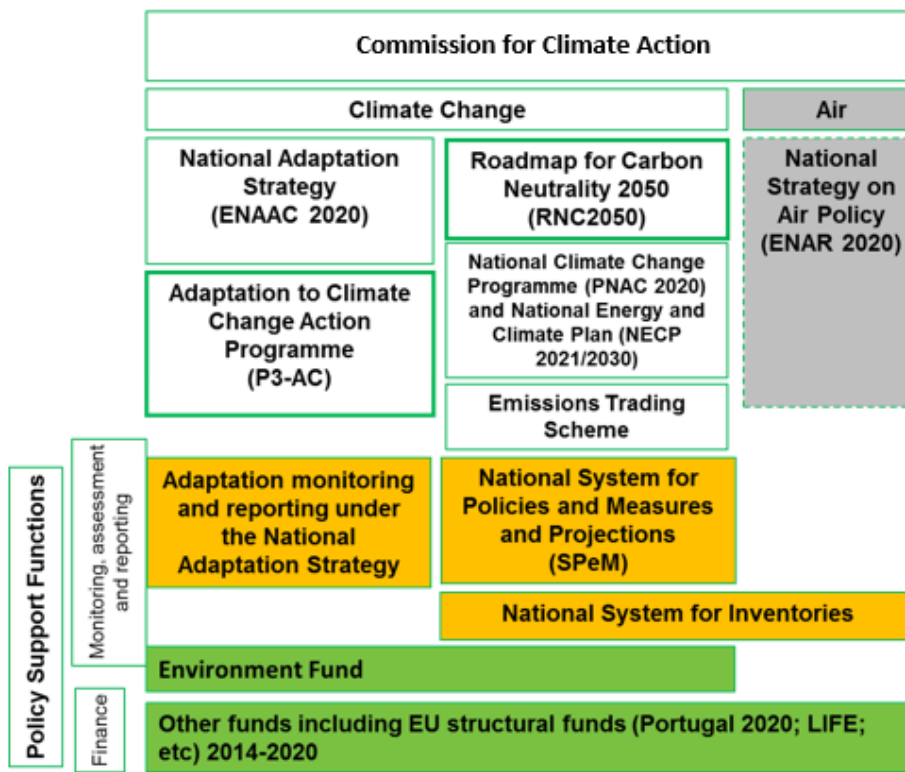 Commission for Climate Action
Climate Change
Air
National Adaptation
Strategy
(ENAAC 2020)
Roadmap for Carbon
Neutrality 2050
(RNC2050)
National
Strategy on
Air Policy
(ENAR 2020)
National Climate Change
Programme (PNAC 2020)
and National Energy and
Climate Plan (NECP
2021/2030)
Adaptation to Climate
Change Action
Programme
(P3-AC)
Emissions Trading
Scheme
Policy Support Functions
Monitoring, assessment
and reporting
Adaptation monitoring
and reporting under
the National
Adaptation Strategy
National System for
Policies and Measures
and Projections
(SPeM)
National System for Inventories
Environment Fund
Finance
Other funds including EU structural funds (Portugal 2020; LIFE;
etc) 2014-2020